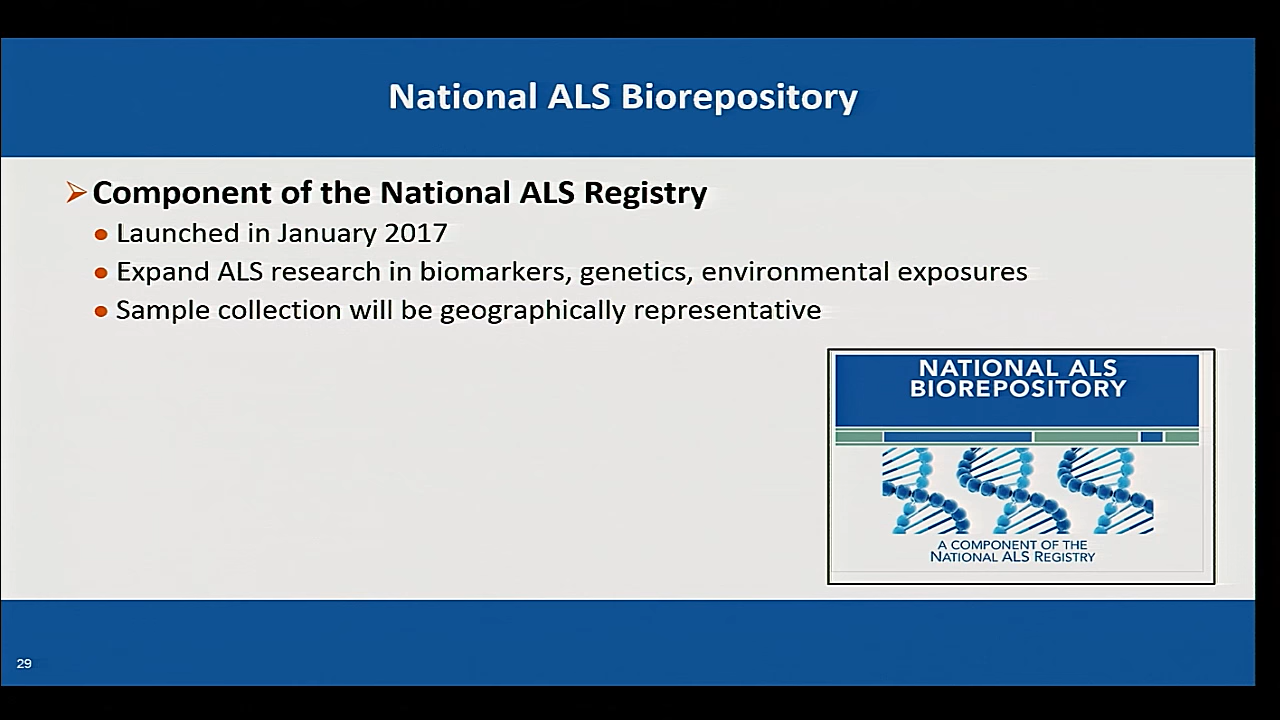 National ALS Biorepository
Component of the National ALS Registry
Launched in January 2017
Expand ALS research in biomarkers, genetics, environmental exposures
Sample collection will be geographically representative
NATIONAL ALS
BIOREPOSITORY
A COMPONENT OF THE
NATIONAL ALS REGISTRY
29